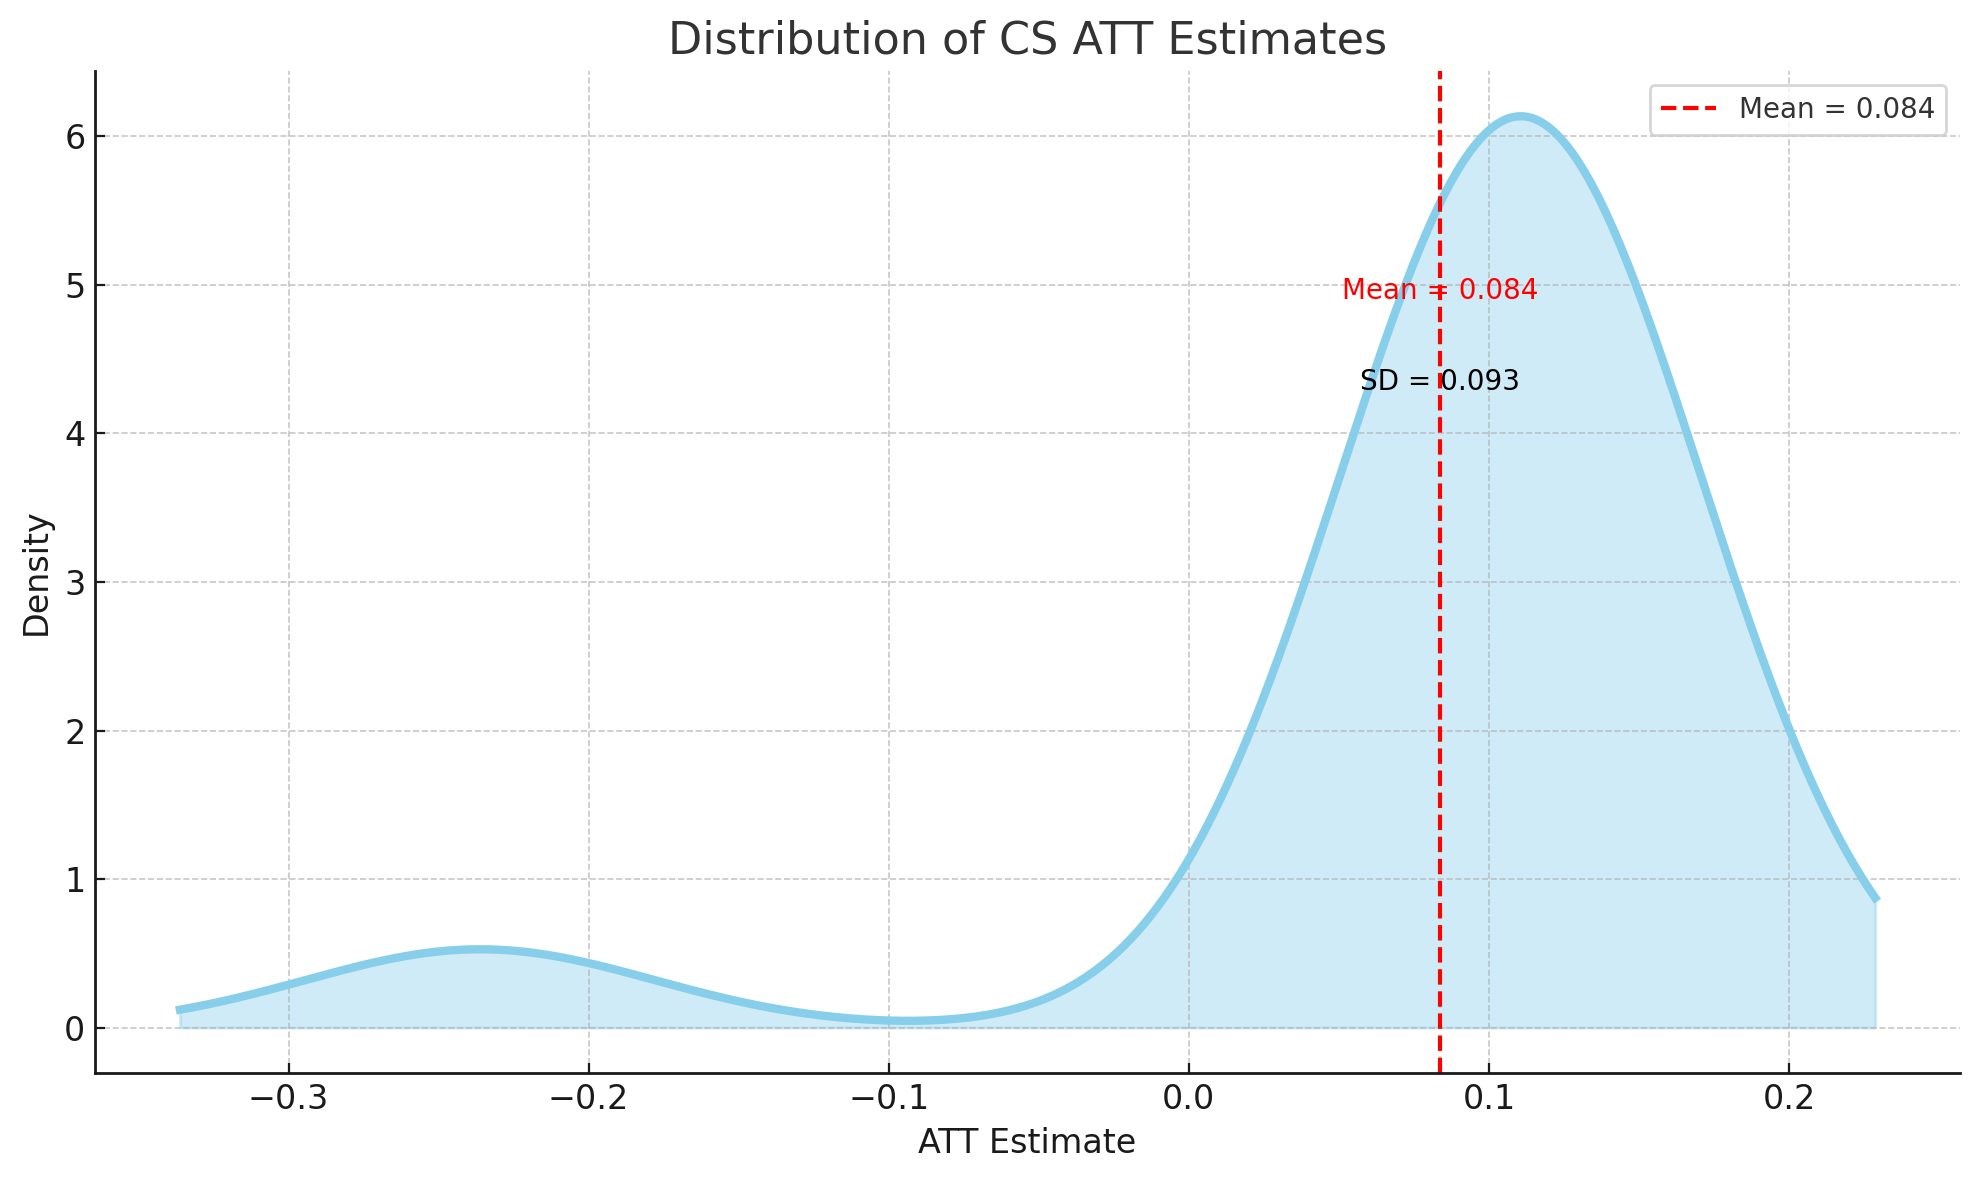 Distribution of CS ATT Estimates
Mean = 0.084
6
5
4
3
2
1
0
Density
Mean = 0.084
SD = 0.093
−0.3
−0.2
−0.1
0.0
0.1
0.2
ATT Estimate